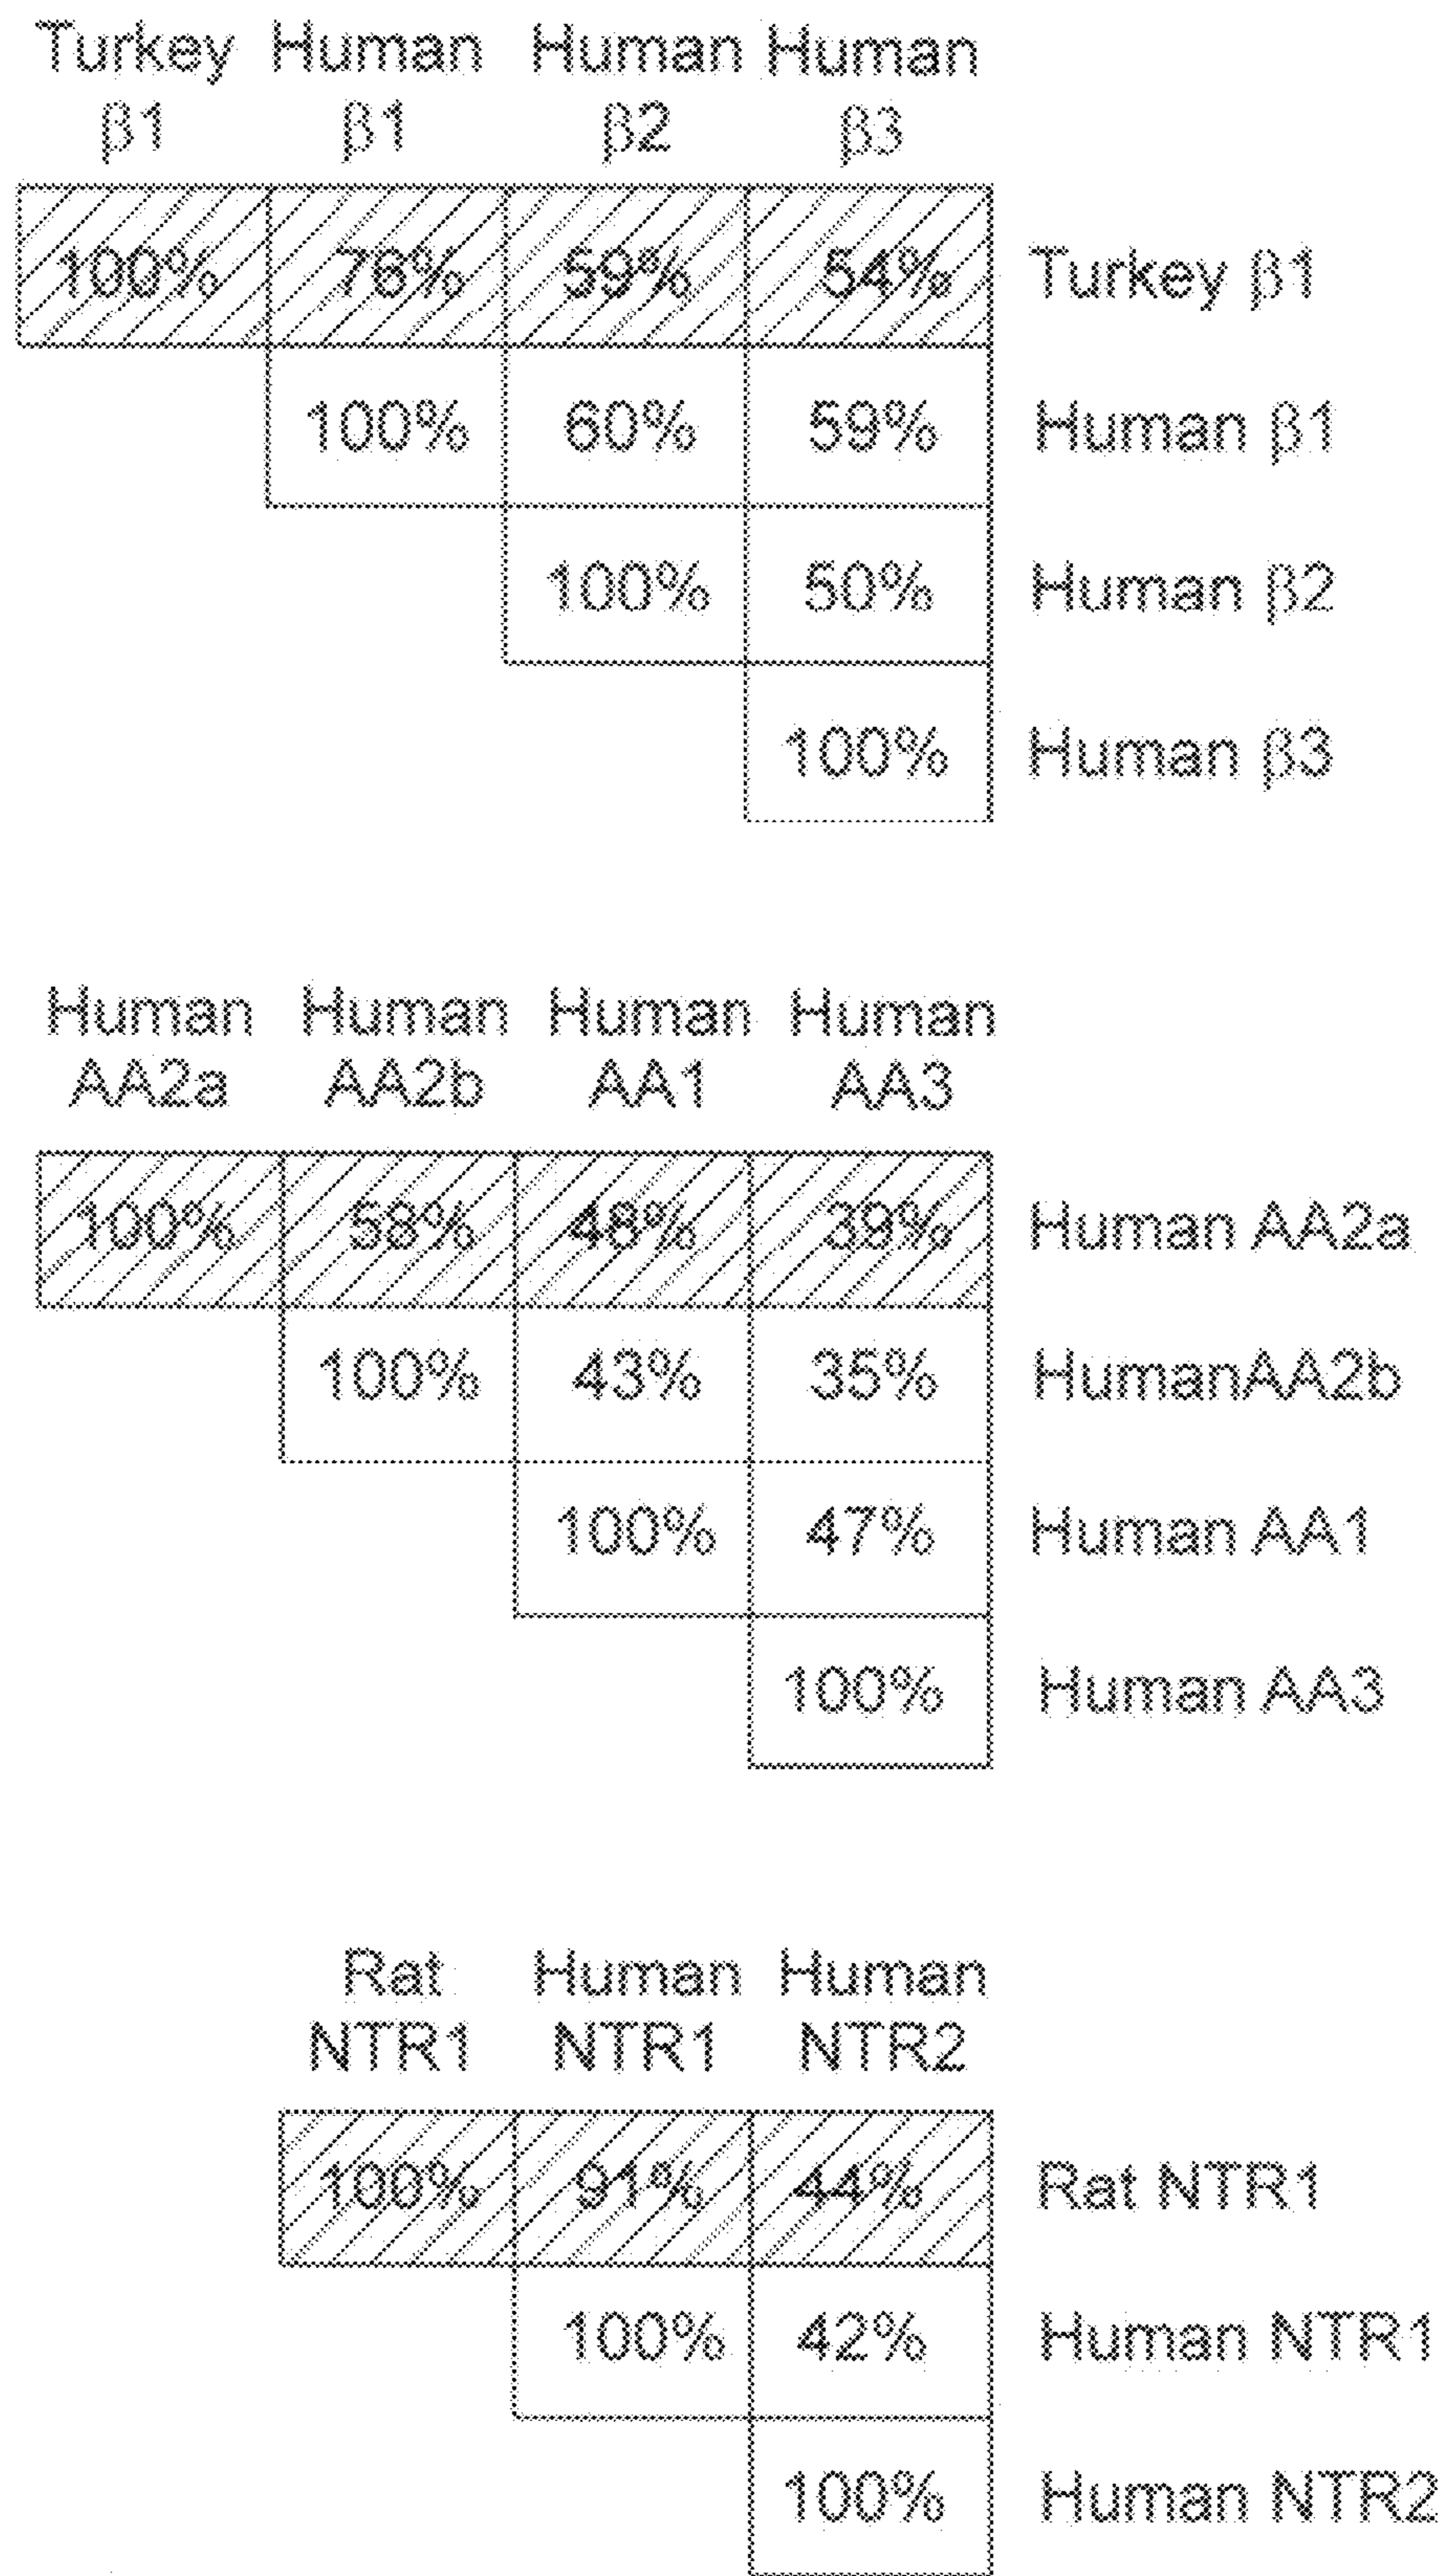 Turkey Human Human Human
β1 β1 β2 β3
100% 76% 59% 54% Turkey β1
100% 60% 59% Human β1
100% 50% Human β2
100% Human β3
Human Human Human Human
AA2a AA2b AA1 AA3
100% 58% 48% 39% Human AA2a
100% 43% 35% HumanAA2b
100% 47% Human AA1
100% Human AA3
Rat Human Human
NTR1 NTR1 NTR2
100% 91% 44% Rat NTR1
100% 42% Human NTR1
100% Human NTR2